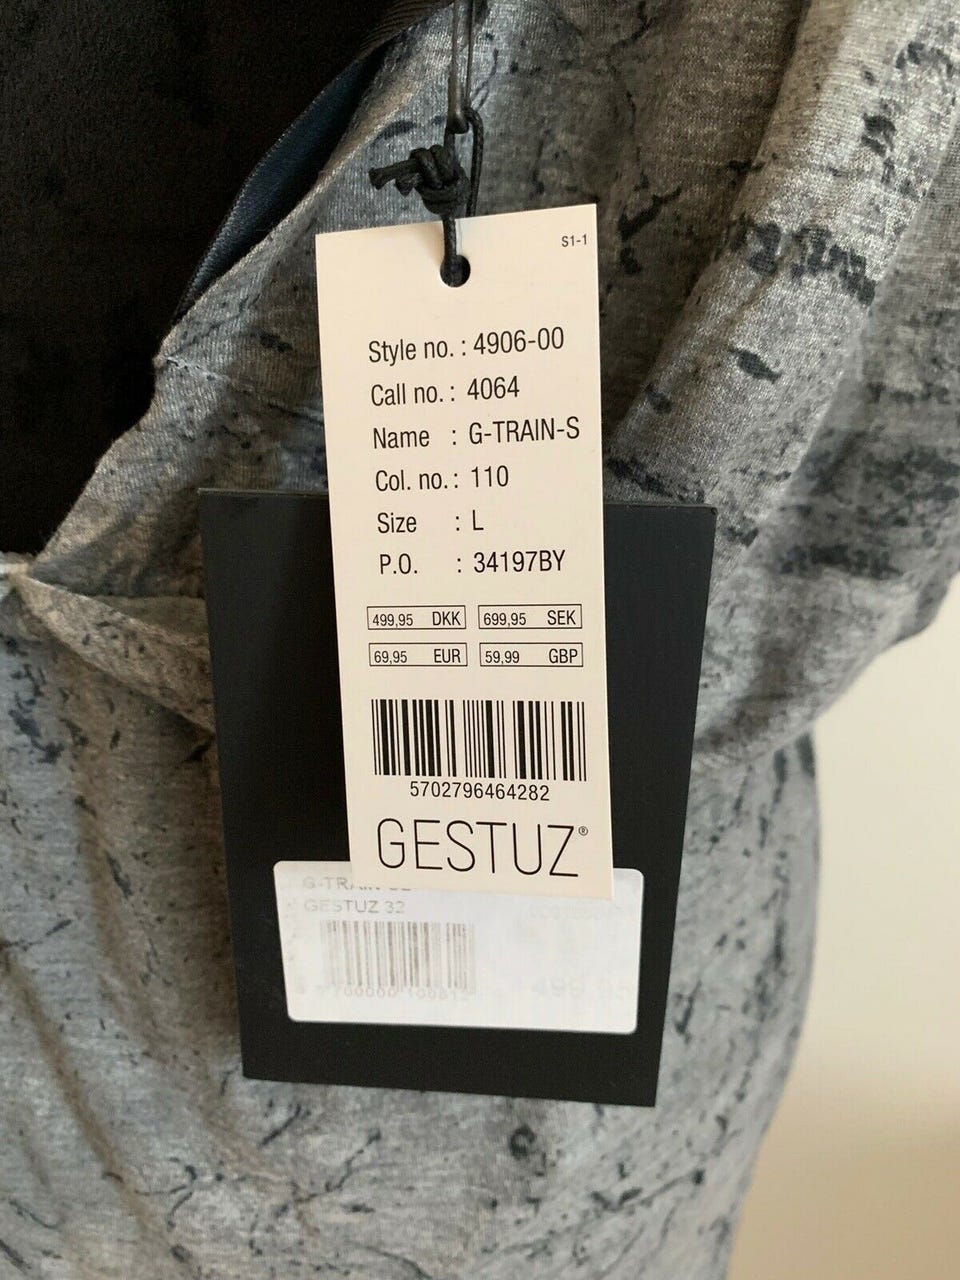 S1-1
Style no. : 4906-00
Call no. : 4064
Name : G-TRAIN-S
Col. no. : 110
Size : L
P.O. : 34197BY
499,95 DKK 699,95 SEK
69,95 EUR 59,99 GBP
5702796464282
GESTUZ®
GESTUZ 32
499,95